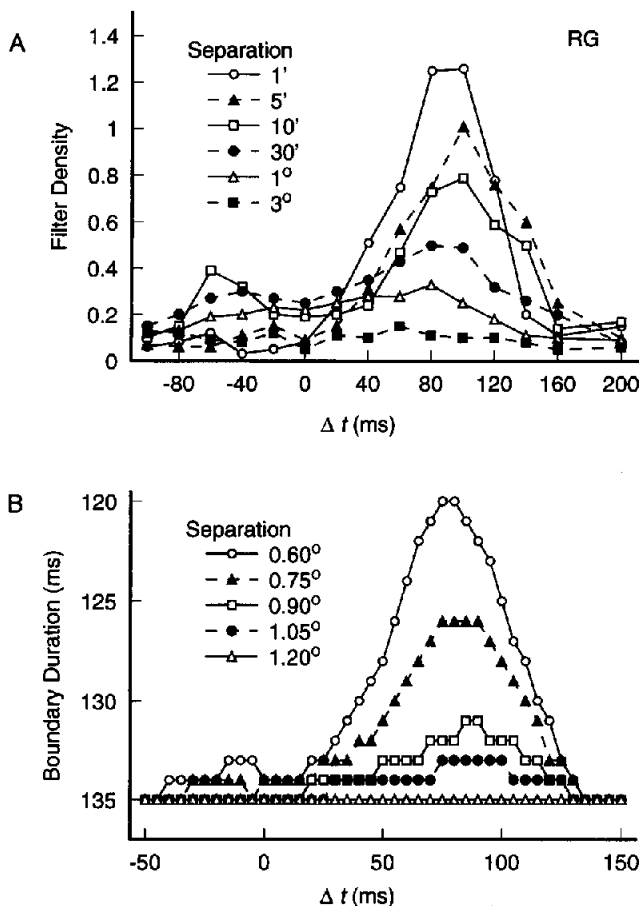 A
RG
Separation
1'
5'
10'
30'
1°
3°
1.4
1.2
1
0.8
0.6
0.4
0.2
0
Filter Density
-80 -40 0 40 80 120 160 200
Δ t (ms)
B
Separation
0.60°
0.75°
0.90°
1.05°
1.20°
120
125
130
135
Boundary Duration (ms)
-50 0 50 100 150
Δ t (ms)